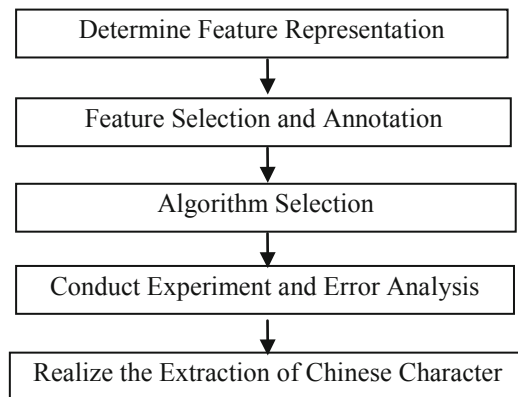 Determine Feature Representation
Feature Selection and Annotation
Algorithm Selection
Conduct Experiment and Error Analysis
Realize the Extraction of Chinese Character